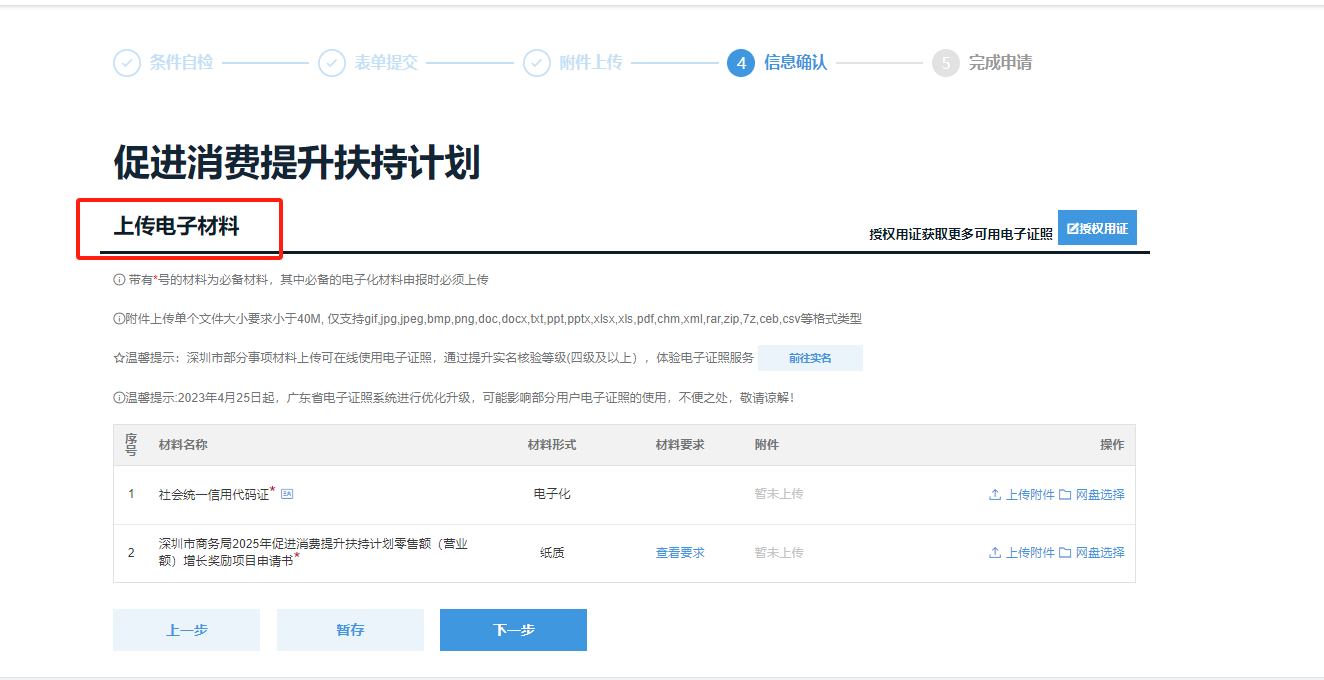 条件自检 表单提交 附件上传 4 信息确认 5 完成申请
促进消费提升扶持计划
上传电子材料
授权用证获取更多可用电子证照 授权用证
带有*号的材料为必备材料，其中必备的电子化材料申报时必须上传
附件上传单个文件大小要求小于40M, 仅支持gif,jpg,jpeg,bmp,png,doc,docx,txt,ppt,pptx,xlsx,xls,pdf,chm,xml,rar,zip,7z,ceb,csv等格式类型
温馨提示：深圳市部分事项材料上传可在线使用电子证照，通过提升实名核验等级(四级及以上），体验电子证照服务 前往实名
温馨提示:2023年4月25日起，广东省电子证照系统进行优化升级，可能影响部分用户电子证照的使用，不便之处，敬请谅解！
序号 材料名称 材料形式 材料要求 附件 操作
1 社会统一信用代码证* 电子化 暂未上传 上传附件 网盘选择
2 深圳市商务局2025年促进消费提升扶持计划零售额（营业
额）增长奖励项目申请书* 纸质 查看要求 暂未上传 上传附件 网盘选择
上一步 暂存 下一步